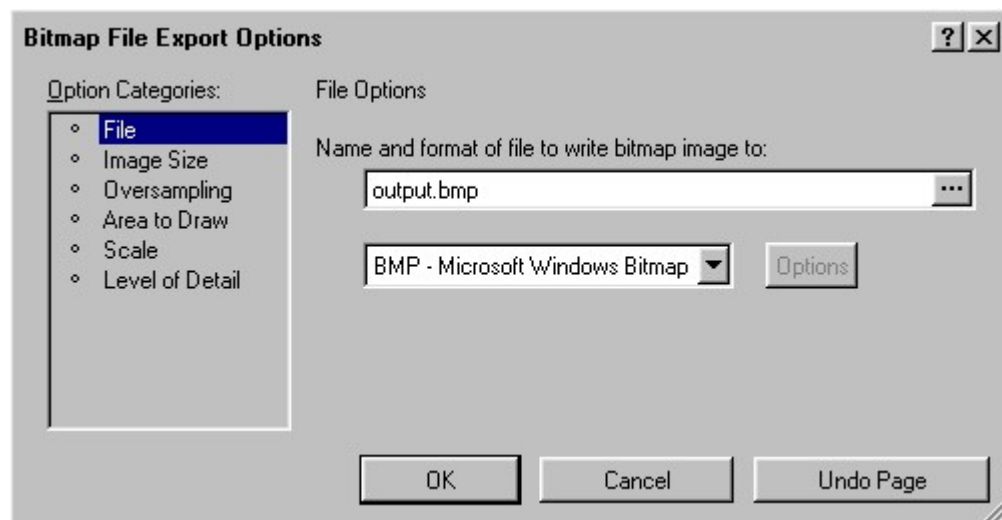 Bitmap File Export Options
Option Categories:
File
Image Size
Oversampling
Area to Draw
Scale
Level of Detail
File Options
Name and format of file to write bitmap image to:
output.bmp
...
BMP - Microsoft Windows Bitmap
Options
OK
Cancel
Undo Page